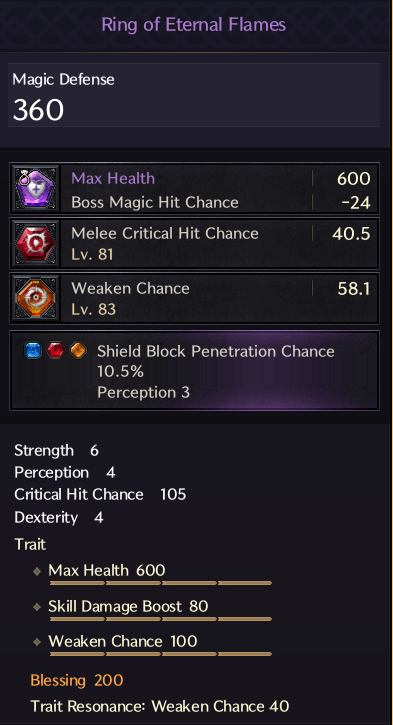 Ring of Eternal Flames
Magic Defense
360
Max Health 600
Boss Magic Hit Chance -24
Melee Critical Hit Chance 40.5
Lv. 81
Weaken Chance 58.1
Lv. 83
Shield Block Penetration Chance
10.5%
Perception 3
Strength 6
Perception 4
Critical Hit Chance 105
Dexterity 4
Trait
Max Health 600
Skill Damage Boost 80
Weaken Chance 100
Blessing 200
Trait Resonance: Weaken Chance 40